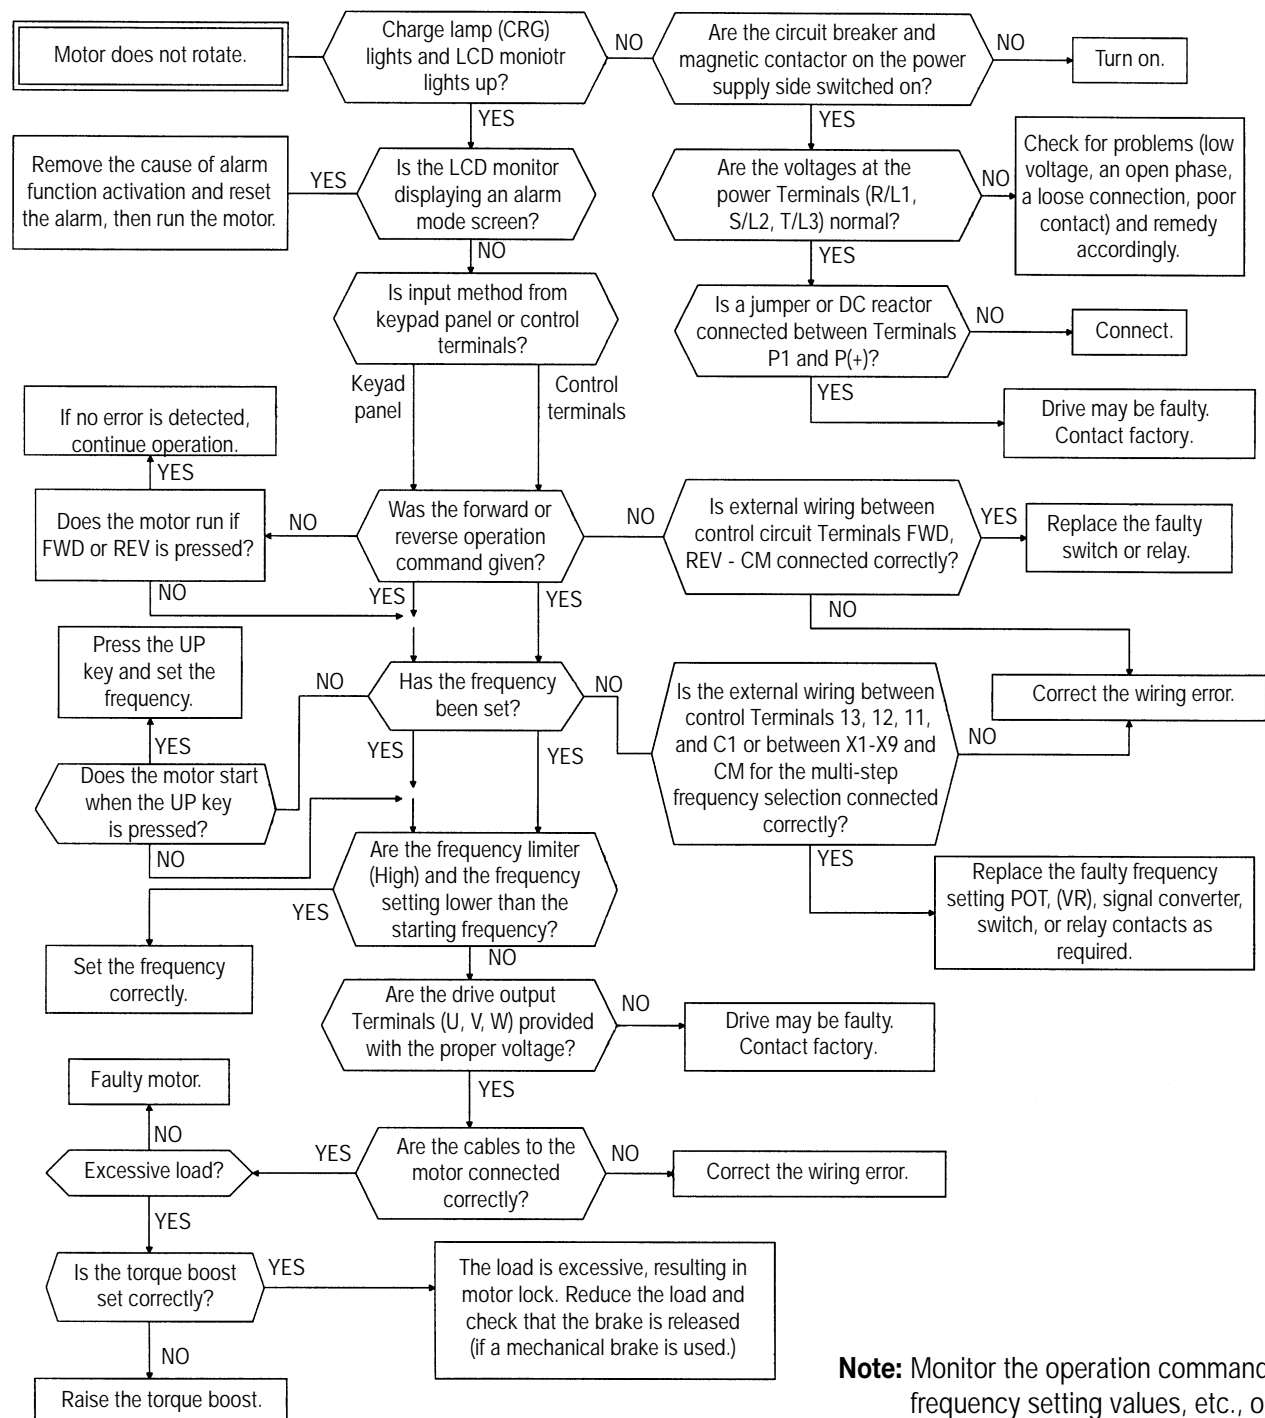 Motor does not rotate.
Charge lamp (CRG)
lights and LCD moniotr
lights up?
NO
Are the circuit breaker and
magnetic contactor on the power
supply side switched on?
NO
Turn on.
YES
YES
Remove the cause of alarm
function activation and reset
the alarm, then run the motor.
YES
Is the LCD monitor
displaying an alarm
mode screen?
Are the voltages at the
power Terminals (R/L1,
S/L2, T/L3) normal?
NO
Check for problems (low
voltage, an open phase,
a loose connection, poor
contact) and remedy
accordingly.
NO
YES
Is input method from
keypad panel or control
terminals?
Is a jumper or DC reactor
connected between Terminals
P1 and P(+)?
NO
Connect.
Keyad
panel
Control
terminals
YES
Drive may be faulty.
Contact factory.
If no error is detected,
continue operation.
YES
Does the motor run if
FWD or REV is pressed?
NO
Was the forward or
reverse operation
command given?
NO
Is external wiring between
control circuit Terminals FWD,
REV - CM connected correctly?
YES
Replace the faulty
switch or relay.
NO
YES
YES
NO
Press the UP
key and set the
frequency.
NO
Has the frequency
been set?
NO
Is the external wiring between
control Terminals 13, 12, 11,
and C1 or between X1-X9 and
CM for the multi-step
frequency selection connected
correctly?
NO
Correct the wiring error.
YES
YES
YES
Does the motor start
when the UP key
is pressed?
NO
Are the frequency limiter
(High) and the frequency
setting lower than the
starting frequency?
YES
YES
Replace the faulty frequency
setting POT, (VR), signal converter,
switch, or relay contacts as
required.
Set the frequency
correctly.
NO
Are the drive output
Terminals (U, V, W) provided
with the proper voltage?
NO
Drive may be faulty.
Contact factory.
YES
Faulty motor.
NO
Excessive load?
YES
Are the cables to the
motor connected
correctly?
NO
Correct the wiring error.
YES
Is the torque boost
set correctly?
YES
The load is excessive, resulting in
motor lock. Reduce the load and
check that the brake is released
(if a mechanical brake is used.)
NO
Raise the torque boost.
Note: Monitor the operation command
frequency setting values, etc., o